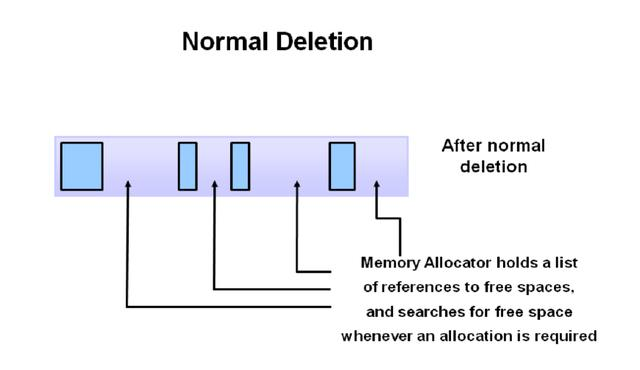 Normal Deletion
After normal
deletion
Memory Allocator holds a list
of references to free spaces,
and searches for free space
whenever an allocation is required